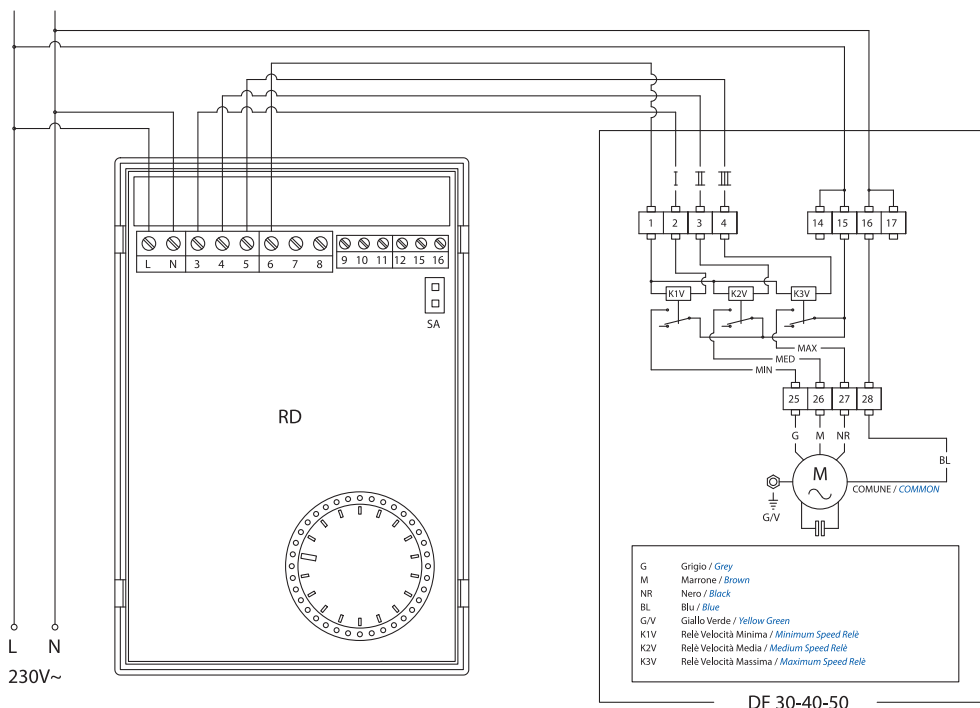 I II III
1 2 3 4
14 15 16 17
L N 3 4 5 6 7 8
9 10 11 12 15 16
SA
K1V K2V K3V
MAX
MED
MIN
25 26 27 28
RD
G M NR
BL
M
COMUNE / COMMON
G/V
G Grigio / Grey
M Marrone / Brown
NR Nero / Black
BL Blu / Blue
G/V Giallo Verde / Yellow Green
K1V Relè Velocità Minima / Minimum Speed Relè
K2V Relè Velocità Media / Medium Speed Relè
K3V Relè Velocità Massima / Maximum Speed Relè
L N
230V~
DF 30-40-50